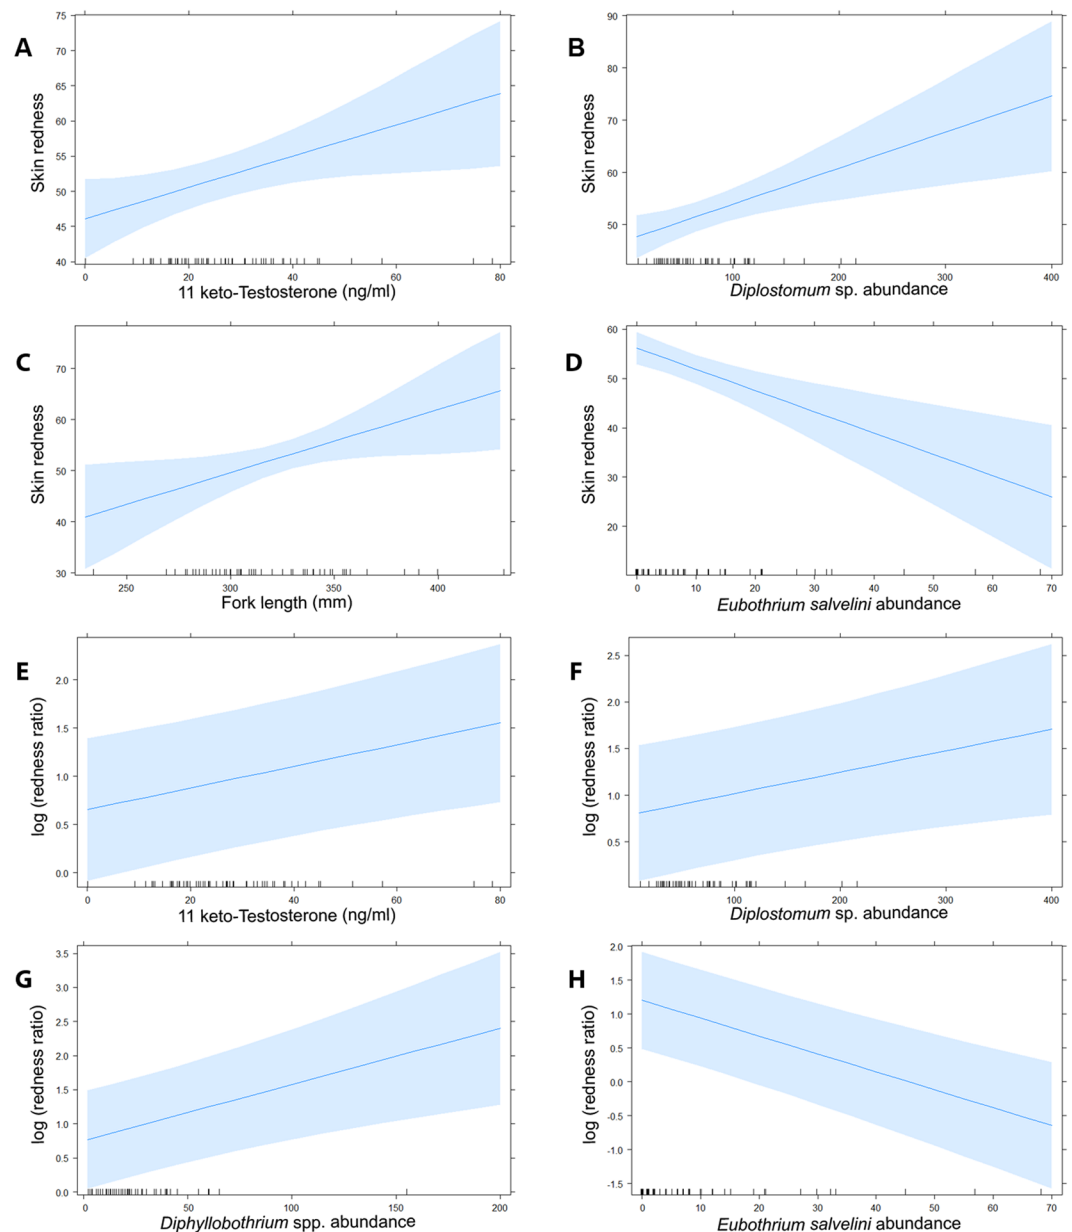 A
Skin redness
75
70
65
60
55
50
45
40
0 20 40 60 80
11 keto-Testosterone (ng/ml)
B
Skin redness
90
80
70
60
50
100 200 300 400
Diplostomum sp. abundance
C
Skin redness
70
60
50
40
30
250 300 350 400
Fork length (mm)
D
Skin redness
60
50
40
30
20
0 10 20 30 40 50 60 70
Eubothrium salvelini abundance
E
log (redness ratio)
2.0
1.5
1.0
0.5
0.0
0 20 40 60 80
11 keto-Testosterone (ng/ml)
F
log (redness ratio)
2.5
2.0
1.5
1.0
0.5
100 200 300 400
Diplostomum sp. abundance
G
log (redness ratio)
3.5
3.0
2.5
2.0
1.5
1.0
0.5
0.0
0 50 100 150 200
Diphyllobothrium spp. abundance
H
log (redness ratio)
2.0
1.5
1.0
0.5
0.0
-0.5
-1.0
-1.5
0 10 20 30 40 50 60 70
Eubothrium salvelini abundance